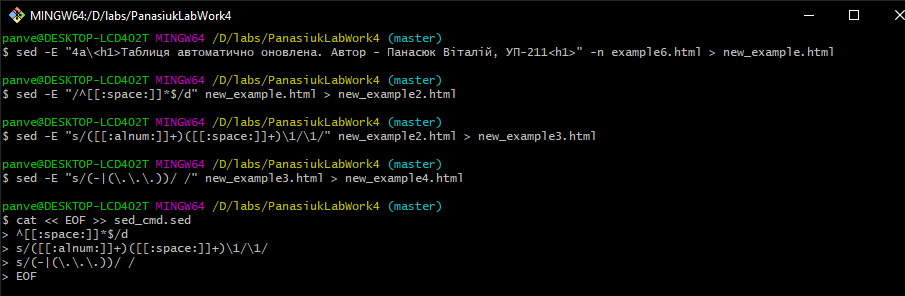 MINGW64:/D/labs/PanasiukLabWork4
panve@DESKTOP-LCD402T MINGW64 /D/labs/PanasiukLabWork4 (master)
$ sed -E "4a\<h1>Таблиця автоматично оновлена. Автор - Панасюк Віталій, УП-211<h1>" -n example6.html > new_example.html
panve@DESKTOP-LCD402T MINGW64 /D/labs/PanasiukLabWork4 (master)
$ sed -E "/^[[:space:]]*$/d" new_example.html > new_example2.html
panve@DESKTOP-LCD402T MINGW64 /D/labs/PanasiukLabWork4 (master)
$ sed -E "s/([[:alnum:]]+)([[:space:]]+)\1/\1/" new_example2.html > new_example3.html
panve@DESKTOP-LCD402T MINGW64 /D/labs/PanasiukLabWork4 (master)
$ sed -E "s/(-|(\.\.\.))/ /" new_example3.html > new_example4.html
panve@DESKTOP-LCD402T MINGW64 /D/labs/PanasiukLabWork4 (master)
$ cat << EOF >> sed_cmd.sed
> ^[[:space:]]*$/d
> s/([[:alnum:]]+)([[:space:]]+)\1/\1/
> s/(-|(\.\.\.))/ /
> EOF